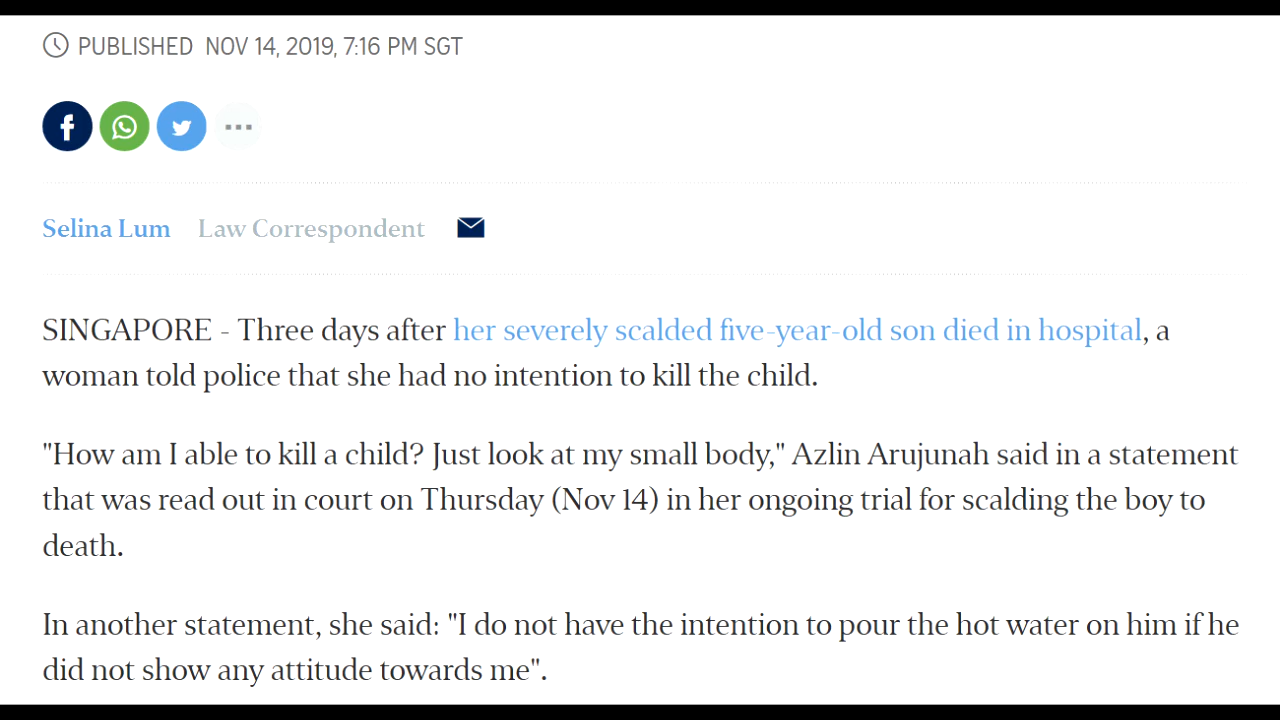 PUBLISHED NOV 14, 2019, 7:16 PM SGT
Selina Lum Law Correspondent
SINGAPORE - Three days after her severely scalded five-year-old son died in hospital, a
woman told police that she had no intention to kill the child.
"How am I able to kill a child? Just look at my small body," Azlin Arujunah said in a statement
that was read out in court on Thursday (Nov 14) in her ongoing trial for scalding the boy to
death.
In another statement, she said: "I do not have the intention to pour the hot water on him if he
did not show any attitude towards me".